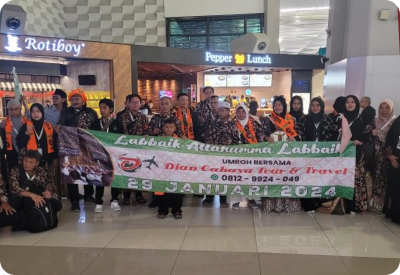 Rotiboy
Pepper Lunch
Labbaik Allahumma Labbaik
UMROH BERSAMA
Dian Cahaya Tour & Travel
0812 - 9924 - 049
29 JANUARI 2024